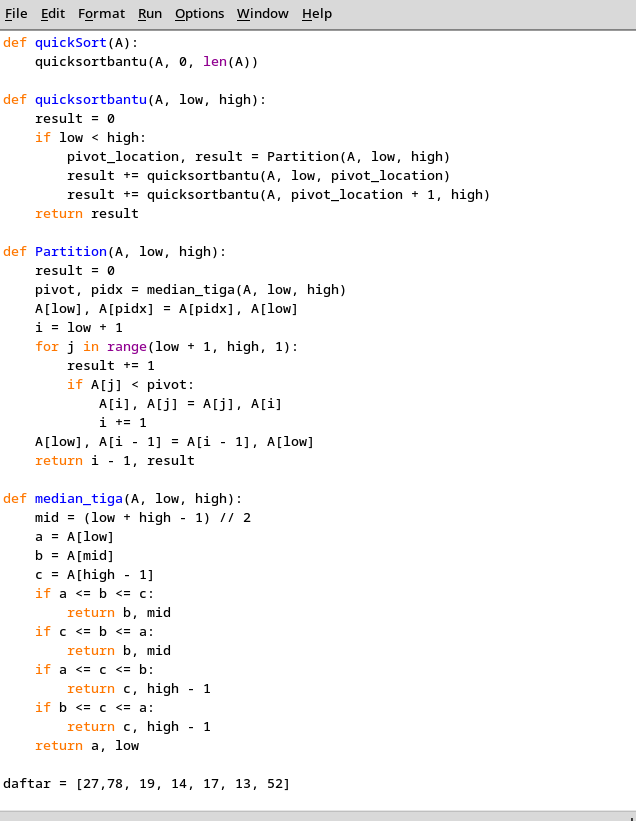 File Edit Format Run Options Window Help
def quickSort(A):
    quicksortbantu(A, 0, len(A))

def quicksortbantu(A, low, high):
    result = 0
    if low < high:
        pivot_location, result = Partition(A, low, high)
        result += quicksortbantu(A, low, pivot_location)
        result += quicksortbantu(A, pivot_location + 1, high)
    return result

def Partition(A, low, high):
    result = 0
    pivot, pidx = median_tiga(A, low, high)
    A[low], A[pidx] = A[pidx], A[low]
    i = low + 1
    for j in range(low + 1, high, 1):
        result += 1
        if A[j] < pivot:
            A[i], A[j] = A[j], A[i]
            i += 1
    A[low], A[i - 1] = A[i - 1], A[low]
    return i - 1, result

def median_tiga(A, low, high):
    mid = (low + high - 1) // 2
    a = A[low]
    b = A[mid]
    c = A[high - 1]
    if a <= b <= c:
        return b, mid
    if c <= b <= a:
        return b, mid
    if a <= c <= b:
        return c, high - 1
    if b <= c <= a:
        return c, high - 1
    return a, low

daftar = [27,78, 19, 14, 17, 13, 52]